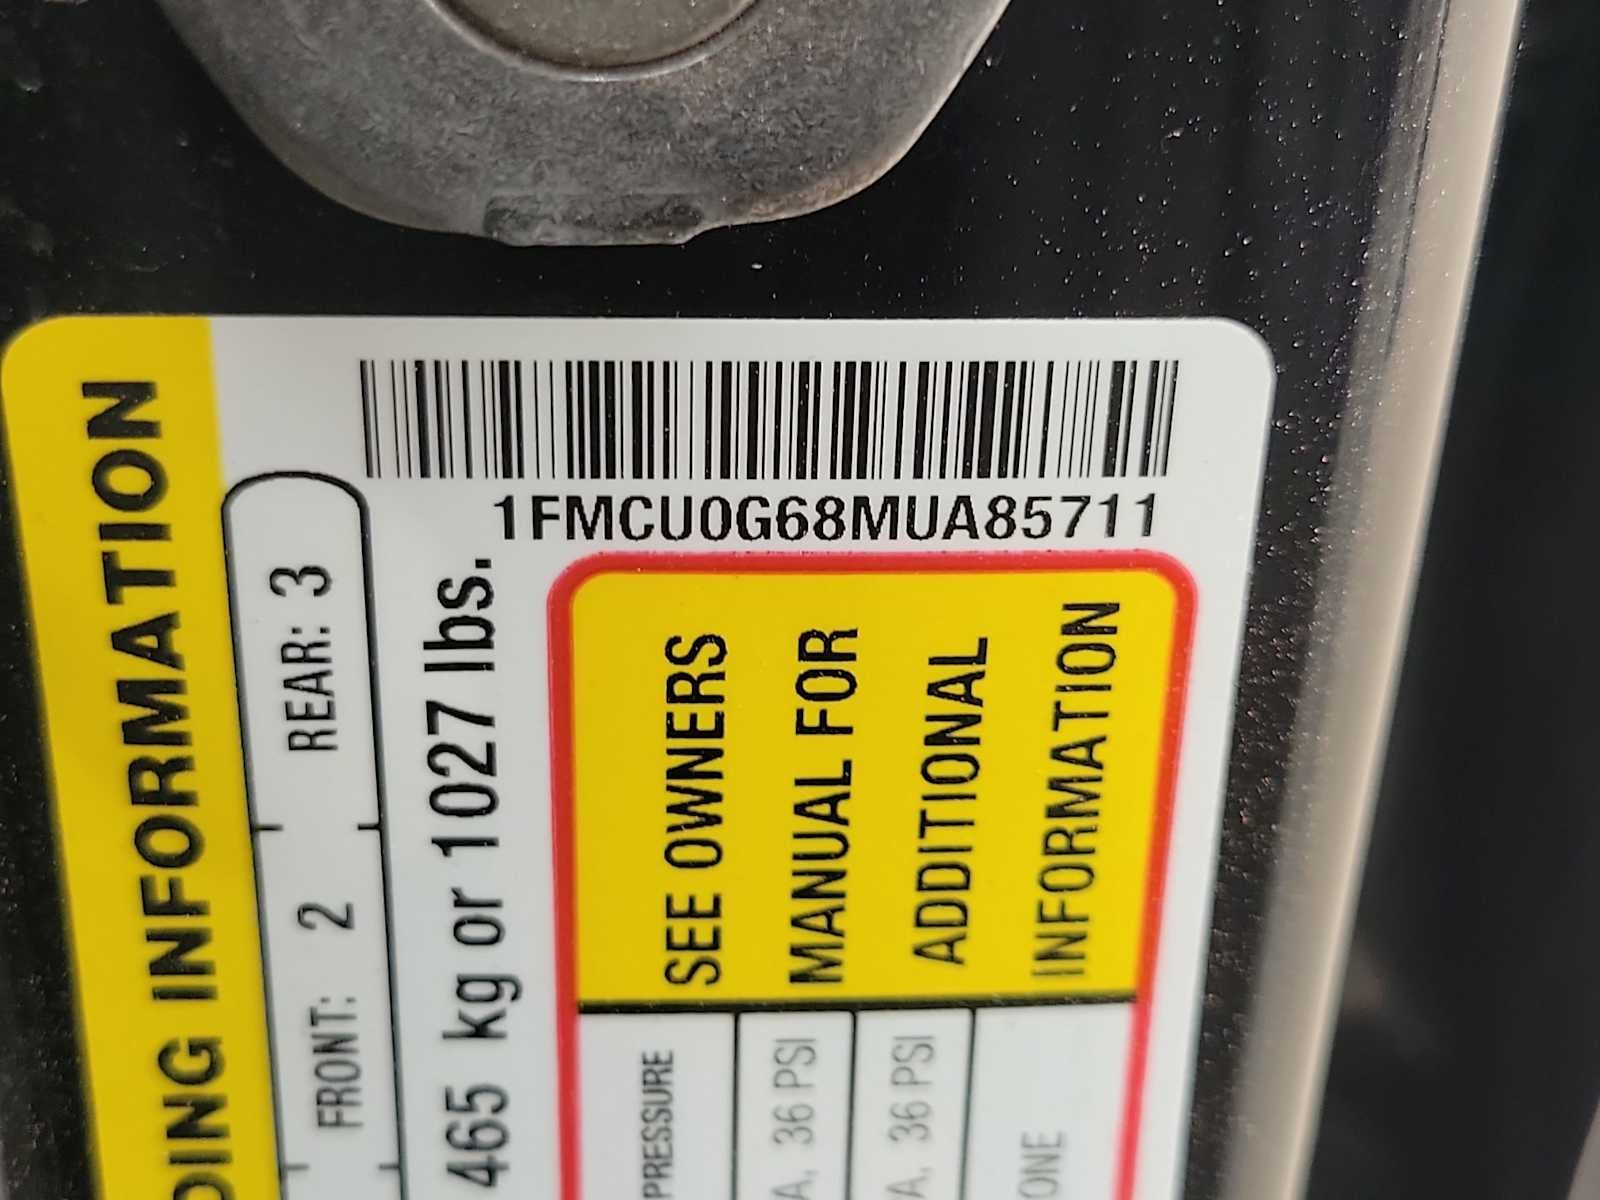 1FMCU0G68MUA85711
DING INFORMATION
FRONT: 2 REAR: 3
465 kg or 1027 lbs.
SEE OWNERS
MANUAL FOR
ADDITIONAL
INFORMATION
PRESSURE
A, 36 PSI
A, 36 PSI
ONE